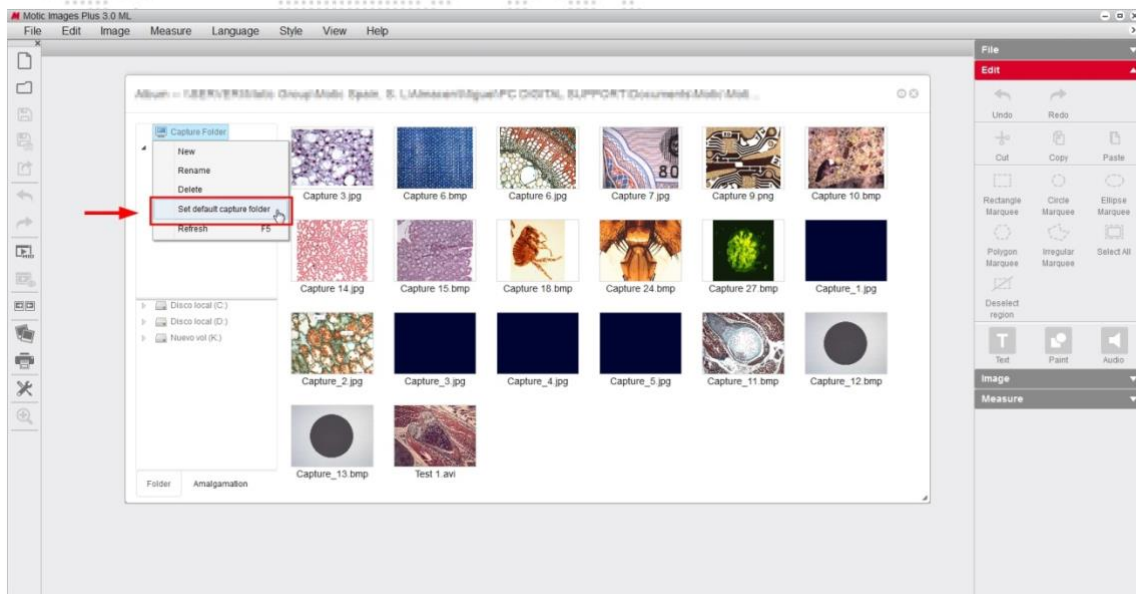 Motic Images Plus 3.0 ML
File Edit Image Measure Language Style View Help
File
Edit
Undo Redo
Cut Copy Paste
Rectangle Marquee Circle Marquee Ellipse Marquee
Polygon Marquee Irregular Marquee Select All
Deselect region
Text Paint Audio
Image
Measure
Capture Folder
New
Rename
Delete
Set default capture folder
Refresh F5
Disco local (C:)
Disco local (D:)
Nuevo vol (K:)
Folder Amalgamation
Capture 3.jpg Capture 6.bmp Capture 6.jpg Capture 7.jpg Capture 9.png Capture 10.bmp
Capture 14.jpg Capture 15.bmp Capture 18.bmp Capture 24.bmp Capture 27.bmp Capture_1.jpg
Capture_2.jpg Capture_3.jpg Capture_4.jpg Capture_5.jpg Capture_11.bmp Capture_12.bmp
Capture_13.bmp Test 1.avi